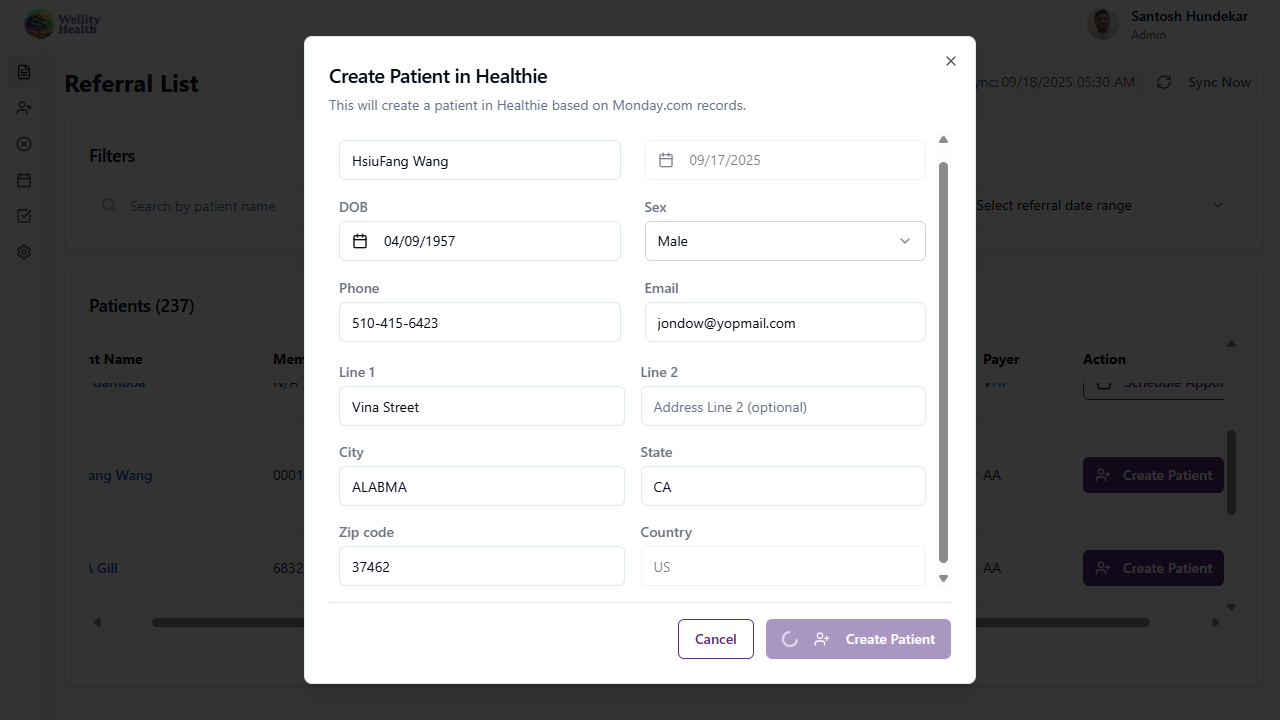 Wellity
Health
Santosh Hundekar
Admin
Referral List
ync: 09/18/2025 05:30 AM
Sync Now
Filters
Search by patient name
Select referral date range
Patients (237)
nt Name
Mem
Payer
Action
Gamboa
N/A
VHP
Schedule Appoi
ang Wang
0001
AA
Create Patient
A Gill
6832
AA
Create Patient
Create Patient in Healthie
This will create a patient in Healthie based on Monday.com records.
HsiuFang Wang
09/17/2025
DOB
Sex
04/09/1957
Male
Phone
Email
510-415-6423
jondow@yopmail.com
Line 1
Line 2
Vina Street
Address Line 2 (optional)
City
State
ALABMA
CA
Zip code
Country
37462
US
Cancel
Create Patient